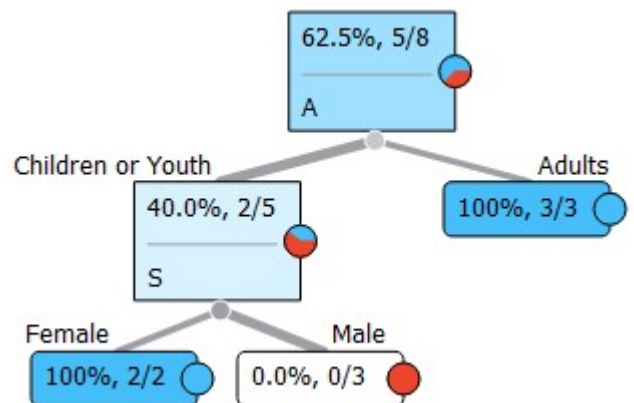 62.5%, 5/8
A
Children or Youth
Adults
40.0%, 2/5
S
100%, 3/3
Female
Male
100%, 2/2
0.0%, 0/3